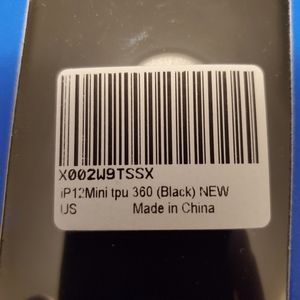 X002W9TSSX
iP12Mini tpu 360 (Black) NEW
US Made in China